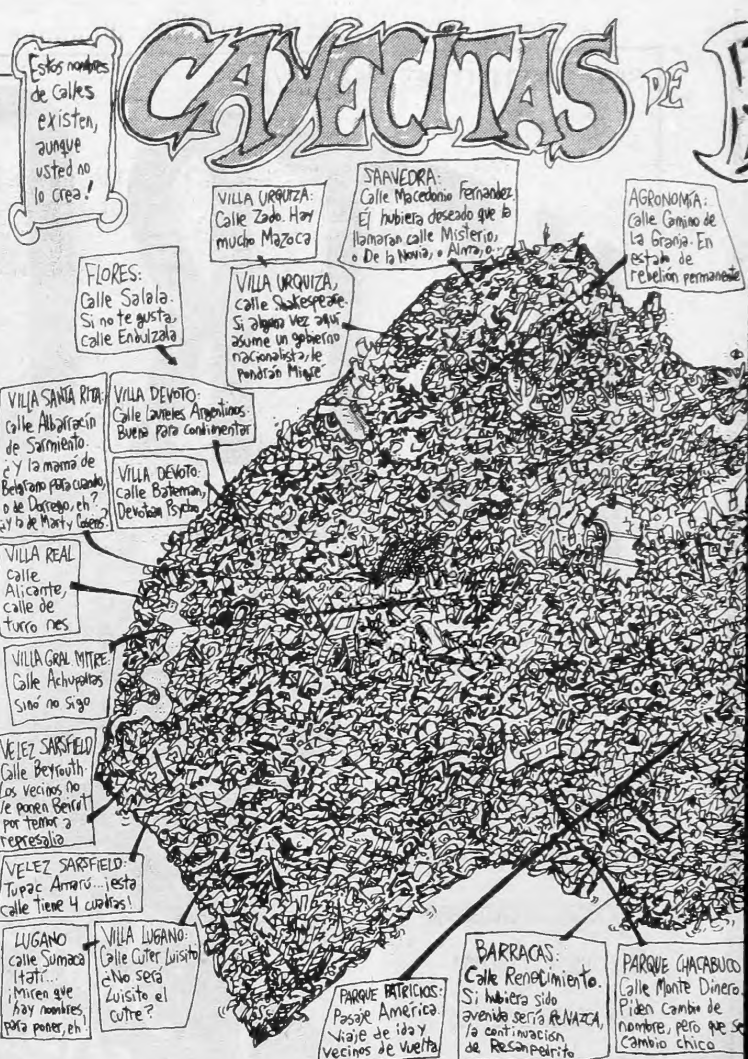 Estos nombres
de calles
existen,
aunque
usted no
lo crea!
CAYECITAS DE
VILLA URQUIZA:
Calle Zado. Hay
mucho Mazoca
SAAVEDRA:
Calle Macedonio Fernandez.
Él hubiera deseado que la
llamaran calle Misterio,
o De la Novia, o Alma, o...
AGRONOMÍA:
Calle Camino de
La Granja. En
estado de
rebelión permanente
FLORES:
Calle Salala.
Si no te gusta,
calle Endulzala
VILLA URQUIZA,
calle Shakespeare.
Si alguna vez aquí
asume un gobierno
nacionalista, le
pondrán Migré
VILLA SANTA RITA:
calle Albarracín
de Sarmiento.
¿Y la mamá de
Belgrano para cuando,
o de Dorrego, eh?
¿y la de Mart y Cosens?
VILLA DEVOTO:
Calle Laureles Argentinos.
Buena para condimentar
VILLA DEVOTO:
calle Bateman,
Devotian Psycho
VILLA REAL
Calle
Alicante,
calle de
turro nes
VILLA GRAL MITRE:
Calle Achupallas
Sinó no sigo
VELEZ SARSFIELD
Calle Beyrouth.
Los vecinos no
le ponen Beirut
por temor a
represalia
VELEZ SARSFIELD:
Tupac Amarú... ¡esta
calle tiene 4 cuadras!
LUGANO
calle Sumaca
Itatí...
¡Miren que
hay nombres
para poner, eh!
VILLA LUGANO:
Calle Cuter Luisito
¿No será
Luisito el
cutre?
PARQUE PATRICIOS:
Pasaje América.
Viaje de ida y
vecinos de vuelta
BARRACAS:
Calle Renacimiento.
Si hubiera sido
avenida sería ReNAZCA,
la continuación
de Resanpedrito
PARQUE CHACABUCO
Calle Monte Dinero.
Piden cambio de
nombre, pero que se
cambio chico